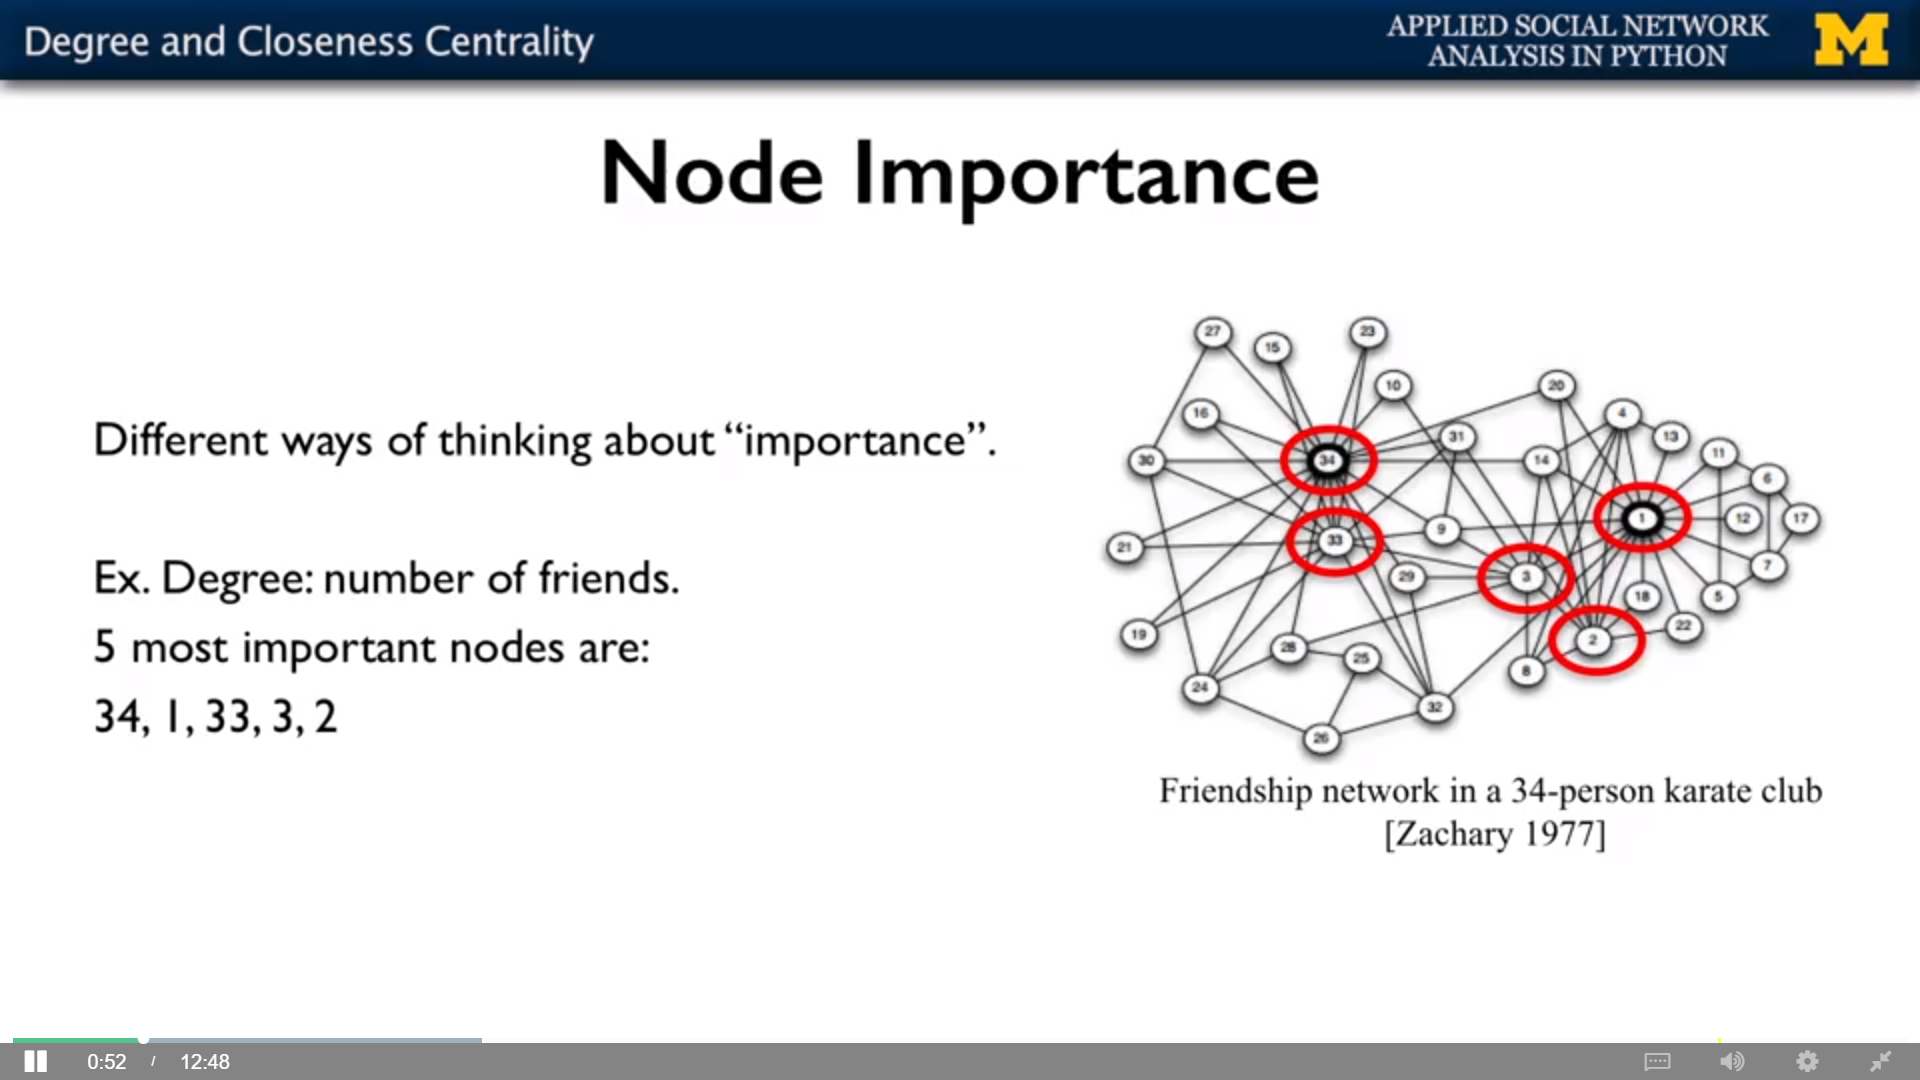 Degree and Closeness Centrality
APPLIED SOCIAL NETWORK
ANALYSIS IN PYTHON
M
Node Importance
Different ways of thinking about “importance”.
Ex. Degree: number of friends.
5 most important nodes are:
34, 1, 33, 3, 2
27
15
23
10
20
16
4
31
13
30
34
14
11
6
1
12
17
9
33
21
29
3
7
18
5
19
2
22
28
25
8
24
32
26
Friendship network in a 34-person karate club
[Zachary 1977]
0:52 / 12:48